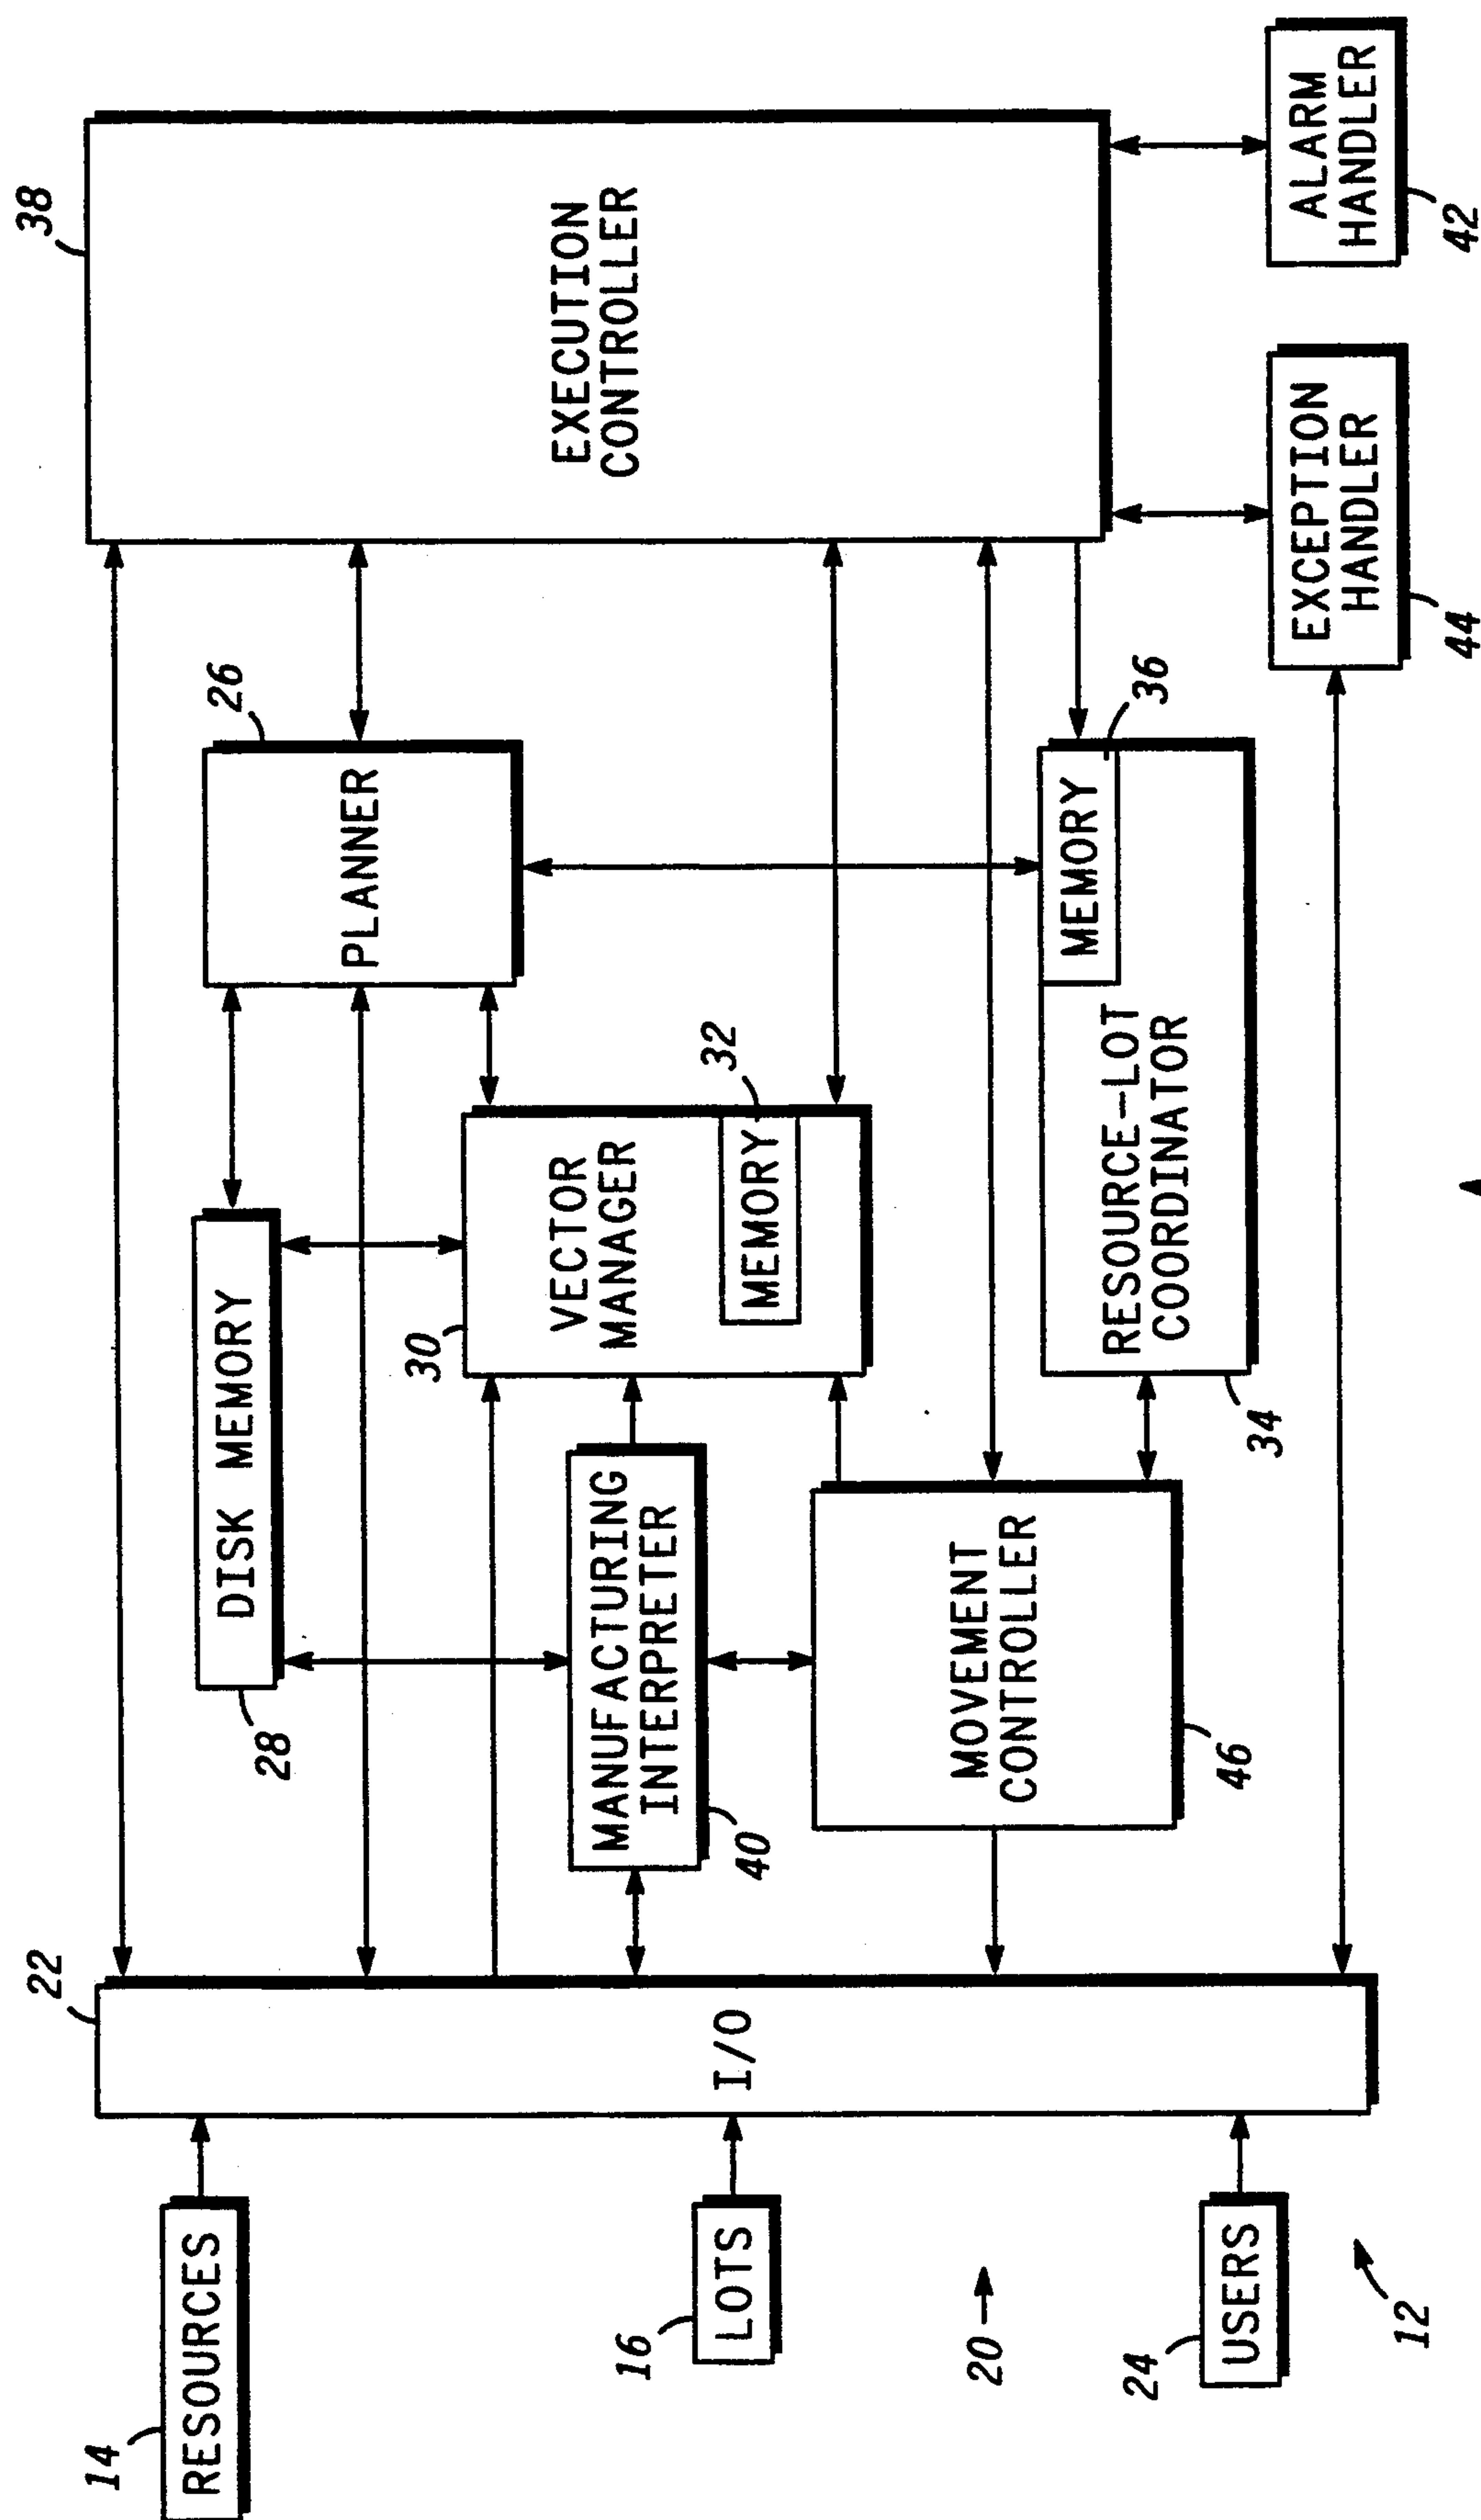 14
RESOURCES
16
LOTS
20
24
USERS
12
22
I/O
28
DISK MEMORY
40
MANUFACTURING
INTERPRETER
46
MOVEMENT
CONTROLLER
30
VECTOR
MANAGER
32
MEMORY
34
RESOURCE-LOT
COORDINATOR
36
MEMORY
26
PLANNER
38
EXECUTION
CONTROLLER
44
EXCEPTION
HANDLER
42
ALARM
HANDLER